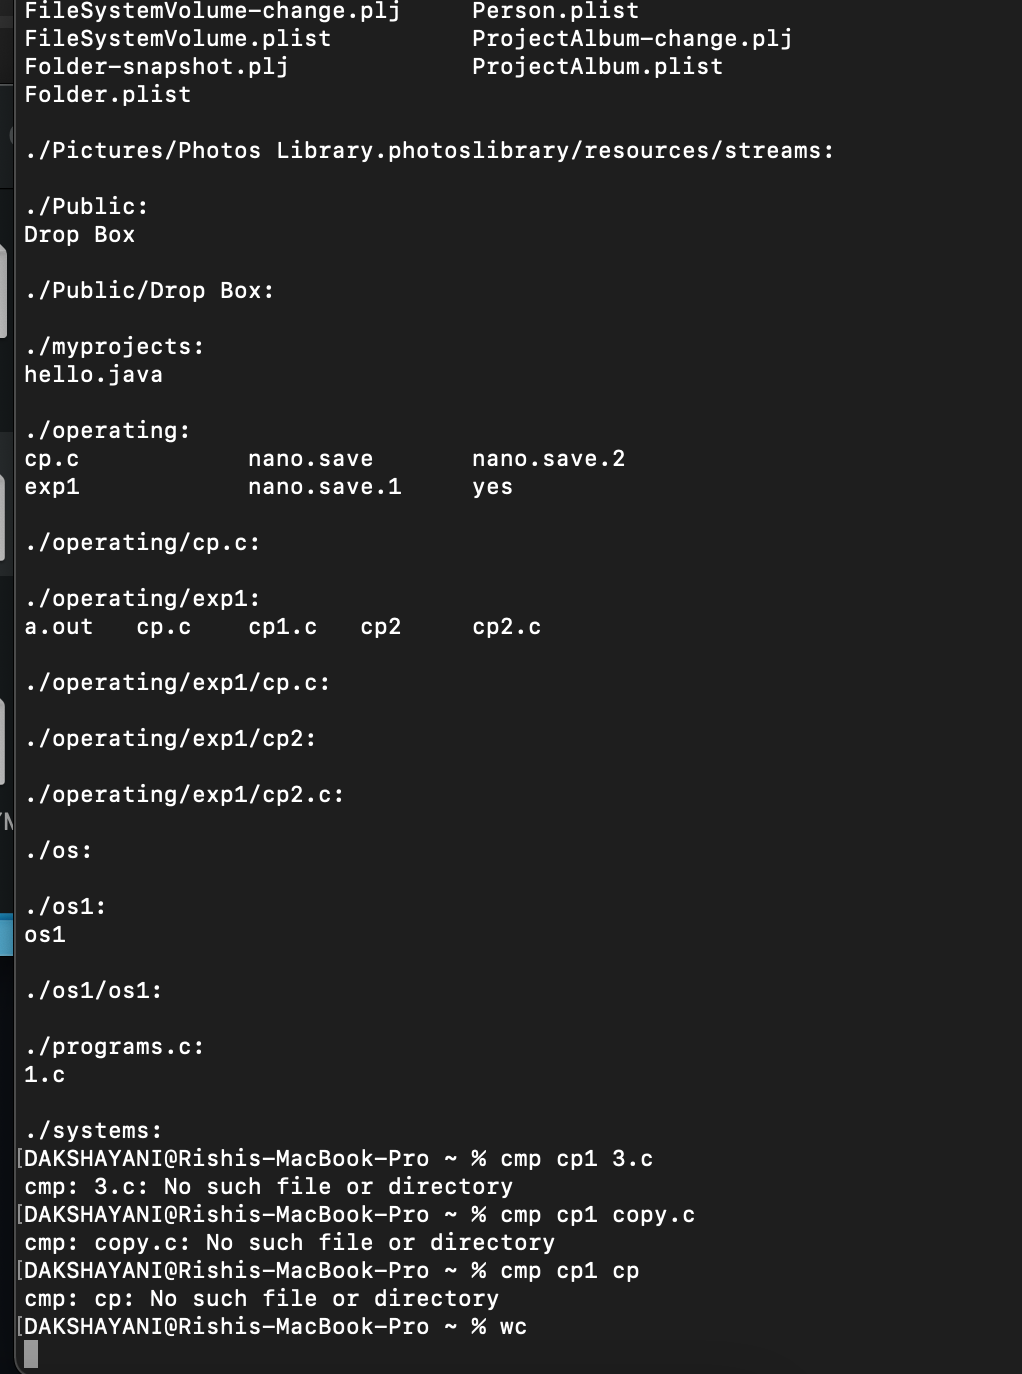 FileSystemVolume-change.plj Person.plist
FileSystemVolume.plist ProjectAlbum-change.plj
Folder-snapshot.plj ProjectAlbum.plist
Folder.plist
./Pictures/Photos Library.photoslibrary/resources/streams:
./Public:
Drop Box
./Public/Drop Box:
./myprojects:
hello.java
./operating:
cp.c nano.save nano.save.2
exp1 nano.save.1 yes
./operating/cp.c:
./operating/exp1:
a.out cp.c cp1.c cp2 cp2.c
./operating/exp1/cp.c:
./operating/exp1/cp2:
./operating/exp1/cp2.c:
./os:
./os1:
os1
./os1/os1:
./programs.c:
1.c
./systems:
[DAKSHAYANI@Rishis-MacBook-Pro ~ % cmp cp1 3.c
cmp: 3.c: No such file or directory
[DAKSHAYANI@Rishis-MacBook-Pro ~ % cmp cp1 copy.c
cmp: copy.c: No such file or directory
[DAKSHAYANI@Rishis-MacBook-Pro ~ % cmp cp1 cp
cmp: cp: No such file or directory
[DAKSHAYANI@Rishis-MacBook-Pro ~ % wc